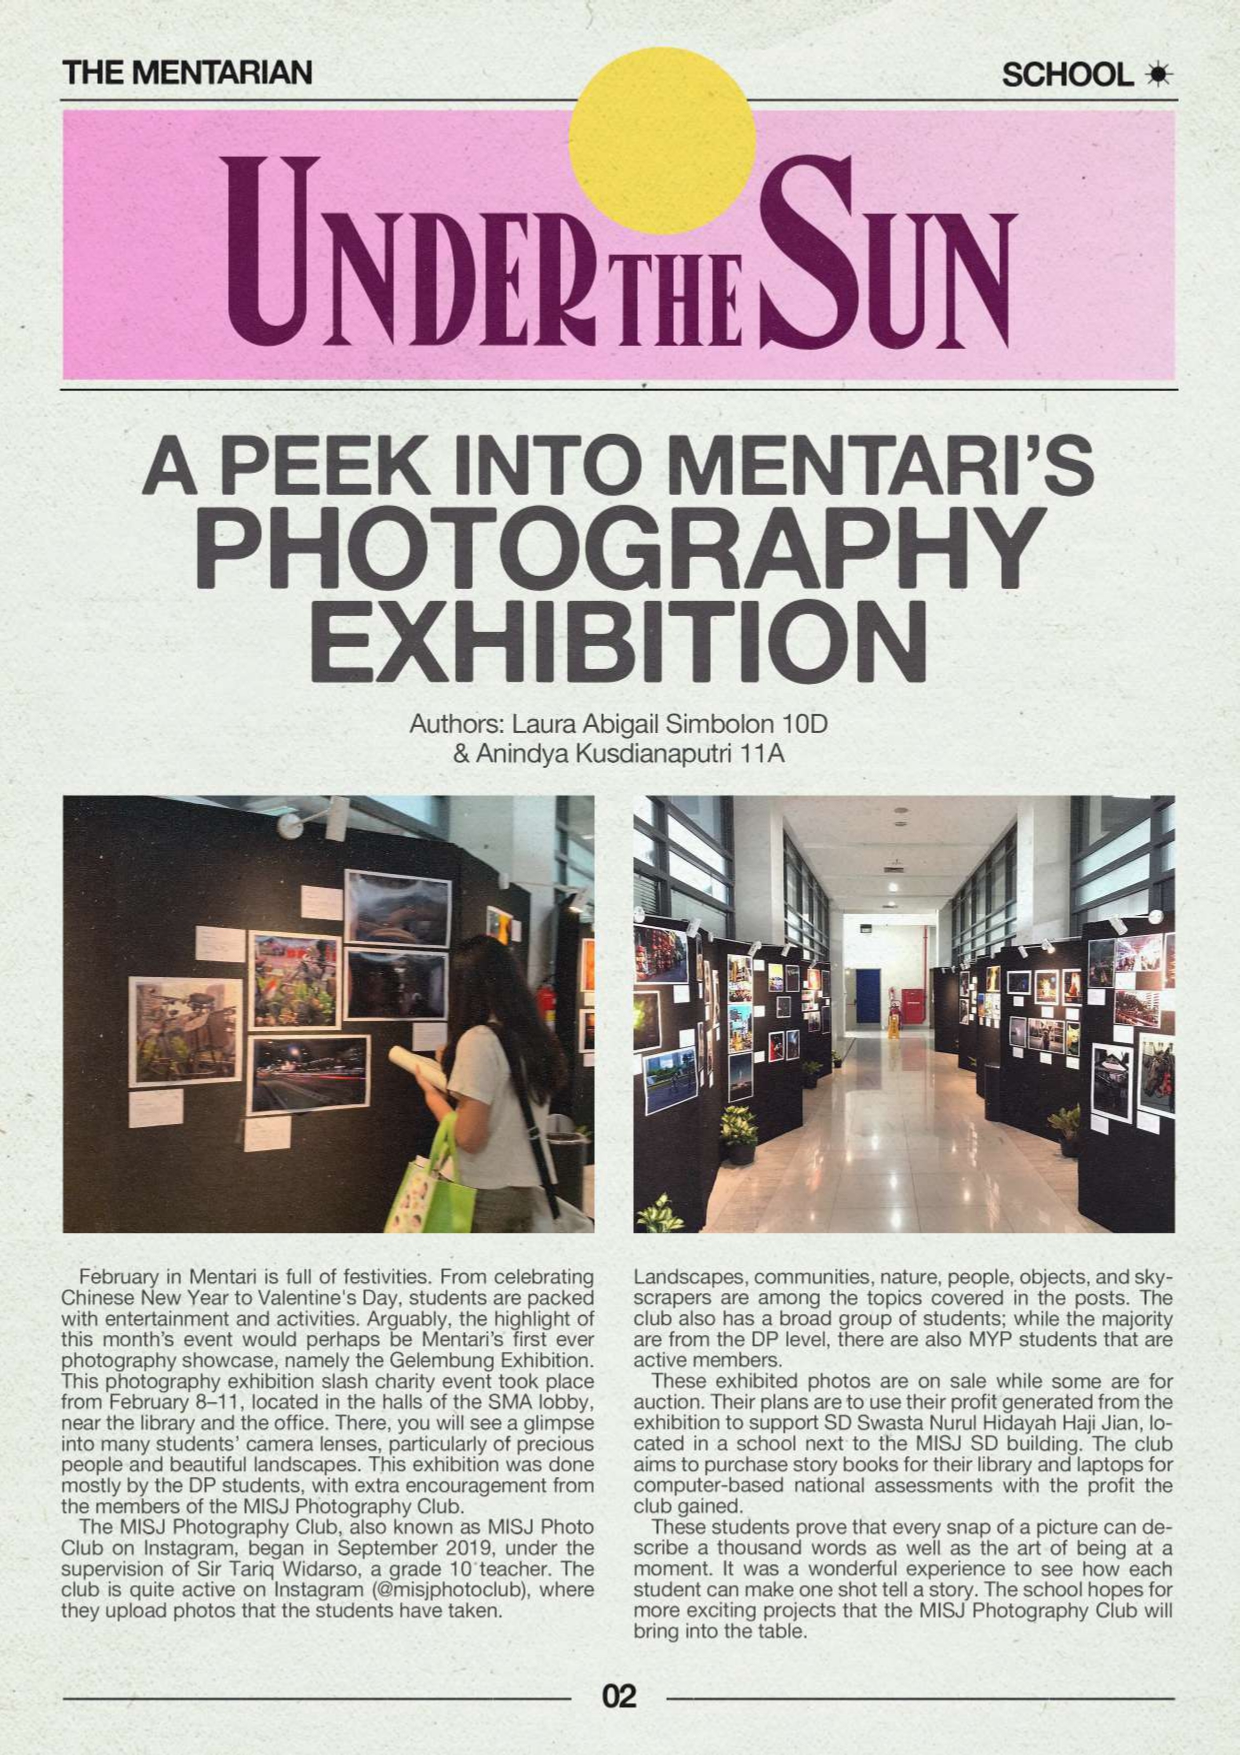 THE MENTARIAN
SCHOOL
UNDER THE SUN
A PEEK INTO MENTARI'S
PHOTOGRAPHY
EXHIBITION
Authors: Laura Abigail Simbolon 10D
& Anindya Kusdianaputri 11A
February in Mentari is full of festivities. From celebrating
Chinese New Year to Valentine's Day, students are packed
with entertainment and activities. Arguably, the highlight of
this month's event would perhaps be Mentari's first ever
photography showcase, namely the Gelembung Exhibition.
This photography exhibition slash charity event took place
from February 8–11, located in the halls of the SMA lobby,
near the library and the office. There, you will see a glimpse
into many students' camera lenses, particularly of precious
people and beautiful landscapes. This exhibition was done
mostly by the DP students, with extra encouragement from
the members of the MISJ Photography Club.
The MISJ Photography Club, also known as MISJ Photo
Club on Instagram, began in September 2019, under the
supervision of Sir Tariq Widarso, a grade 10 teacher. The
club is quite active on Instagram (@misjphotoclub), where
they upload photos that the students have taken.
Landscapes, communities, nature, people, objects, and sky-
scrapers are among the topics covered in the posts. The
club also has a broad group of students; while the majority
are from the DP level, there are also MYP students that are
active members.
These exhibited photos are on sale while some are for
auction. Their plans are to use their profit generated from the
exhibition to support SD Swasta Nurul Hidayah Haji Jian, lo-
cated in a school next to the MISJ SD building. The club
aims to purchase story books for their library and laptops for
computer-based national assessments with the profit the
club gained.
These students prove that every snap of a picture can de-
scribe a thousand words as well as the art of being at a
moment. It was a wonderful experience to see how each
student can make one shot tell a story. The school hopes for
more exciting projects that the MISJ Photography Club will
bring into the table.
02